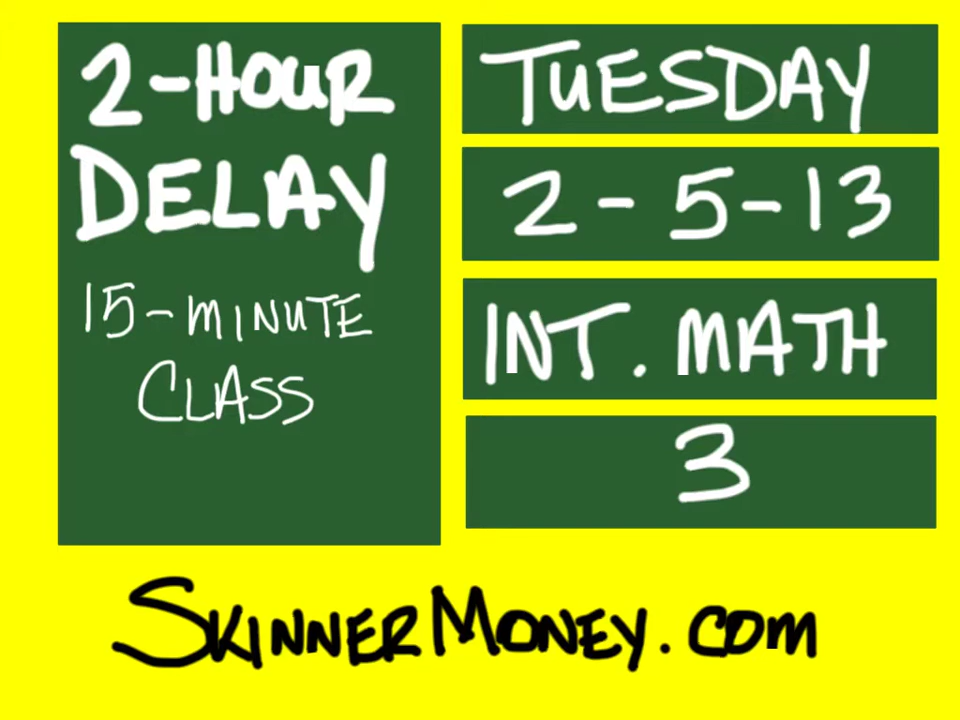 2-HOUR
DELAY
15-MINUTE
CLASS
TUESDAY
2-5-13
INT. MATH
3
SKINNERMONEY.COM